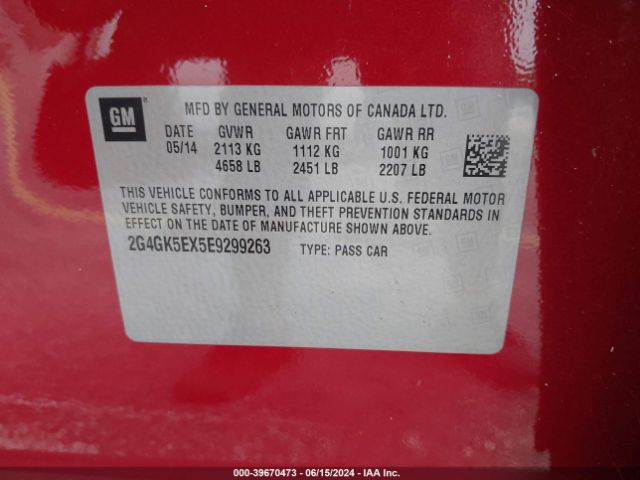 GM
MFD BY GENERAL MOTORS OF CANADA LTD.
DATE GVWR GAWR FRT GAWR RR
05/14 2113 KG 1112 KG 1001 KG
4658 LB 2451 LB 2207 LB
THIS VEHICLE CONFORMS TO ALL APPLICABLE U.S. FEDERAL MOTOR
VEHICLE SAFETY, BUMPER, AND THEFT PREVENTION STANDARDS IN
EFFECT ON THE DATE OF MANUFACTURE SHOWN ABOVE.
2G4GK5EX5E9299263 TYPE: PASS CAR
000-39670473 - 06/15/2024 - IAA Inc.